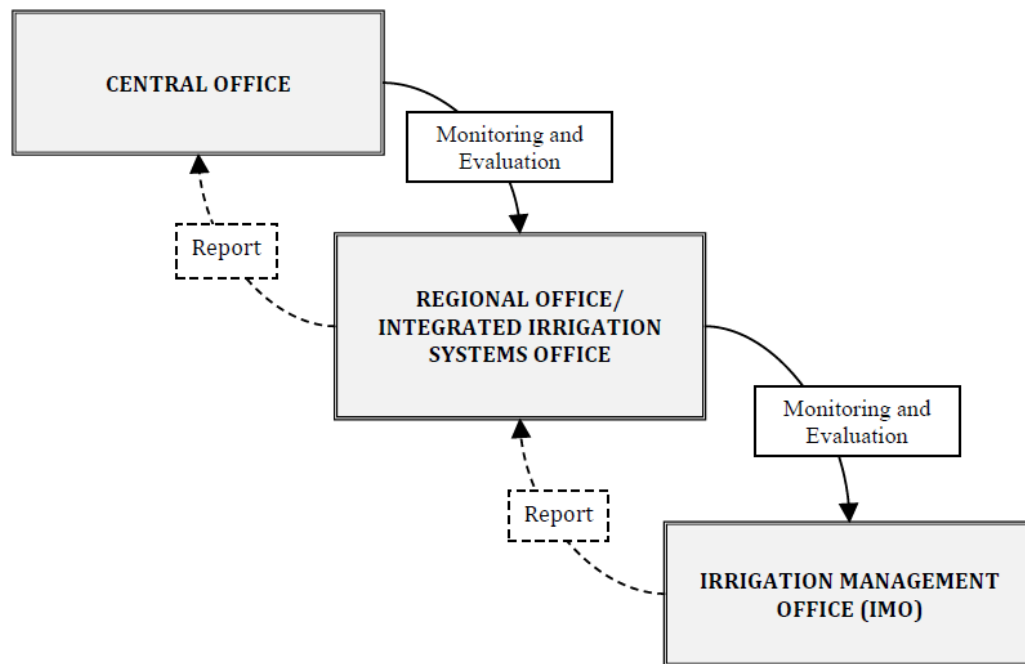 CENTRAL OFFICE
Monitoring and
Evaluation
Report
REGIONAL OFFICE/
INTEGRATED IRRIGATION
SYSTEMS OFFICE
Monitoring and
Evaluation
Report
IRRIGATION MANAGEMENT
OFFICE (IMO)